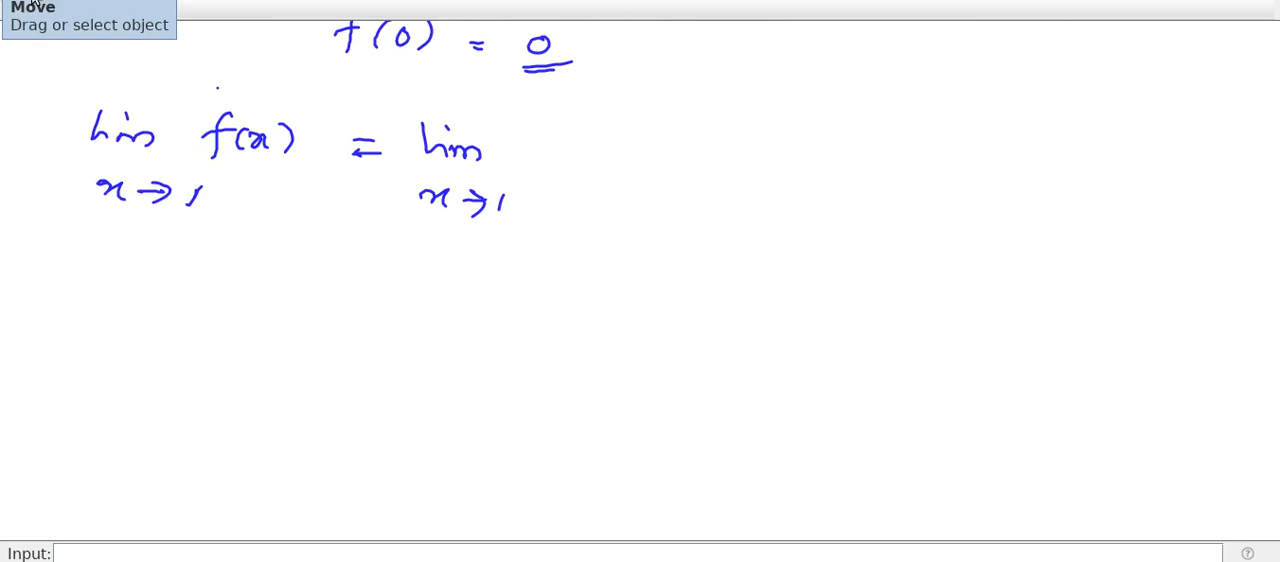 Move
Drag or select object
f(0) = 0
lim f(x) = lim
x → 1 x → 1
Input: